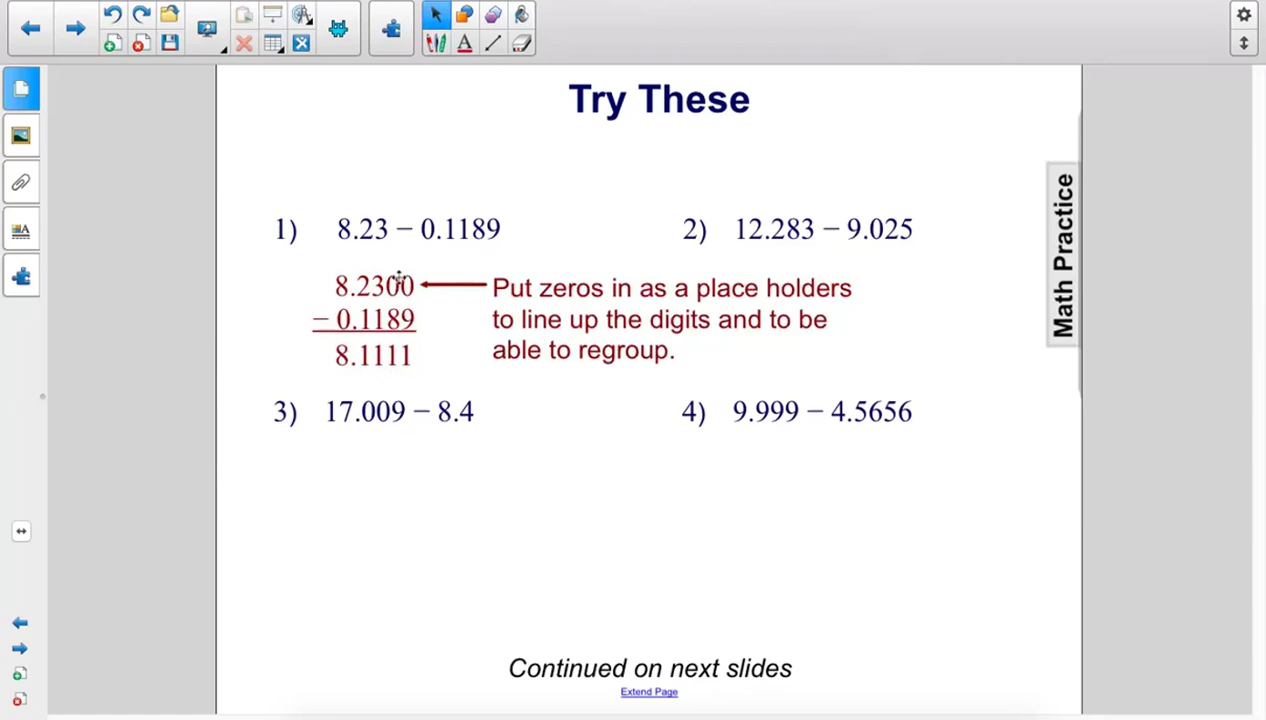 Try These
1) 8.23 − 0.1189
2) 12.283 − 9.025
8.2300
− 0.1189
8.1111
Put zeros in as a place holders
to line up the digits and to be
able to regroup.
3) 17.009 − 8.4
4) 9.999 − 4.5656
Math Practice
Continued on next slides
Extend Page